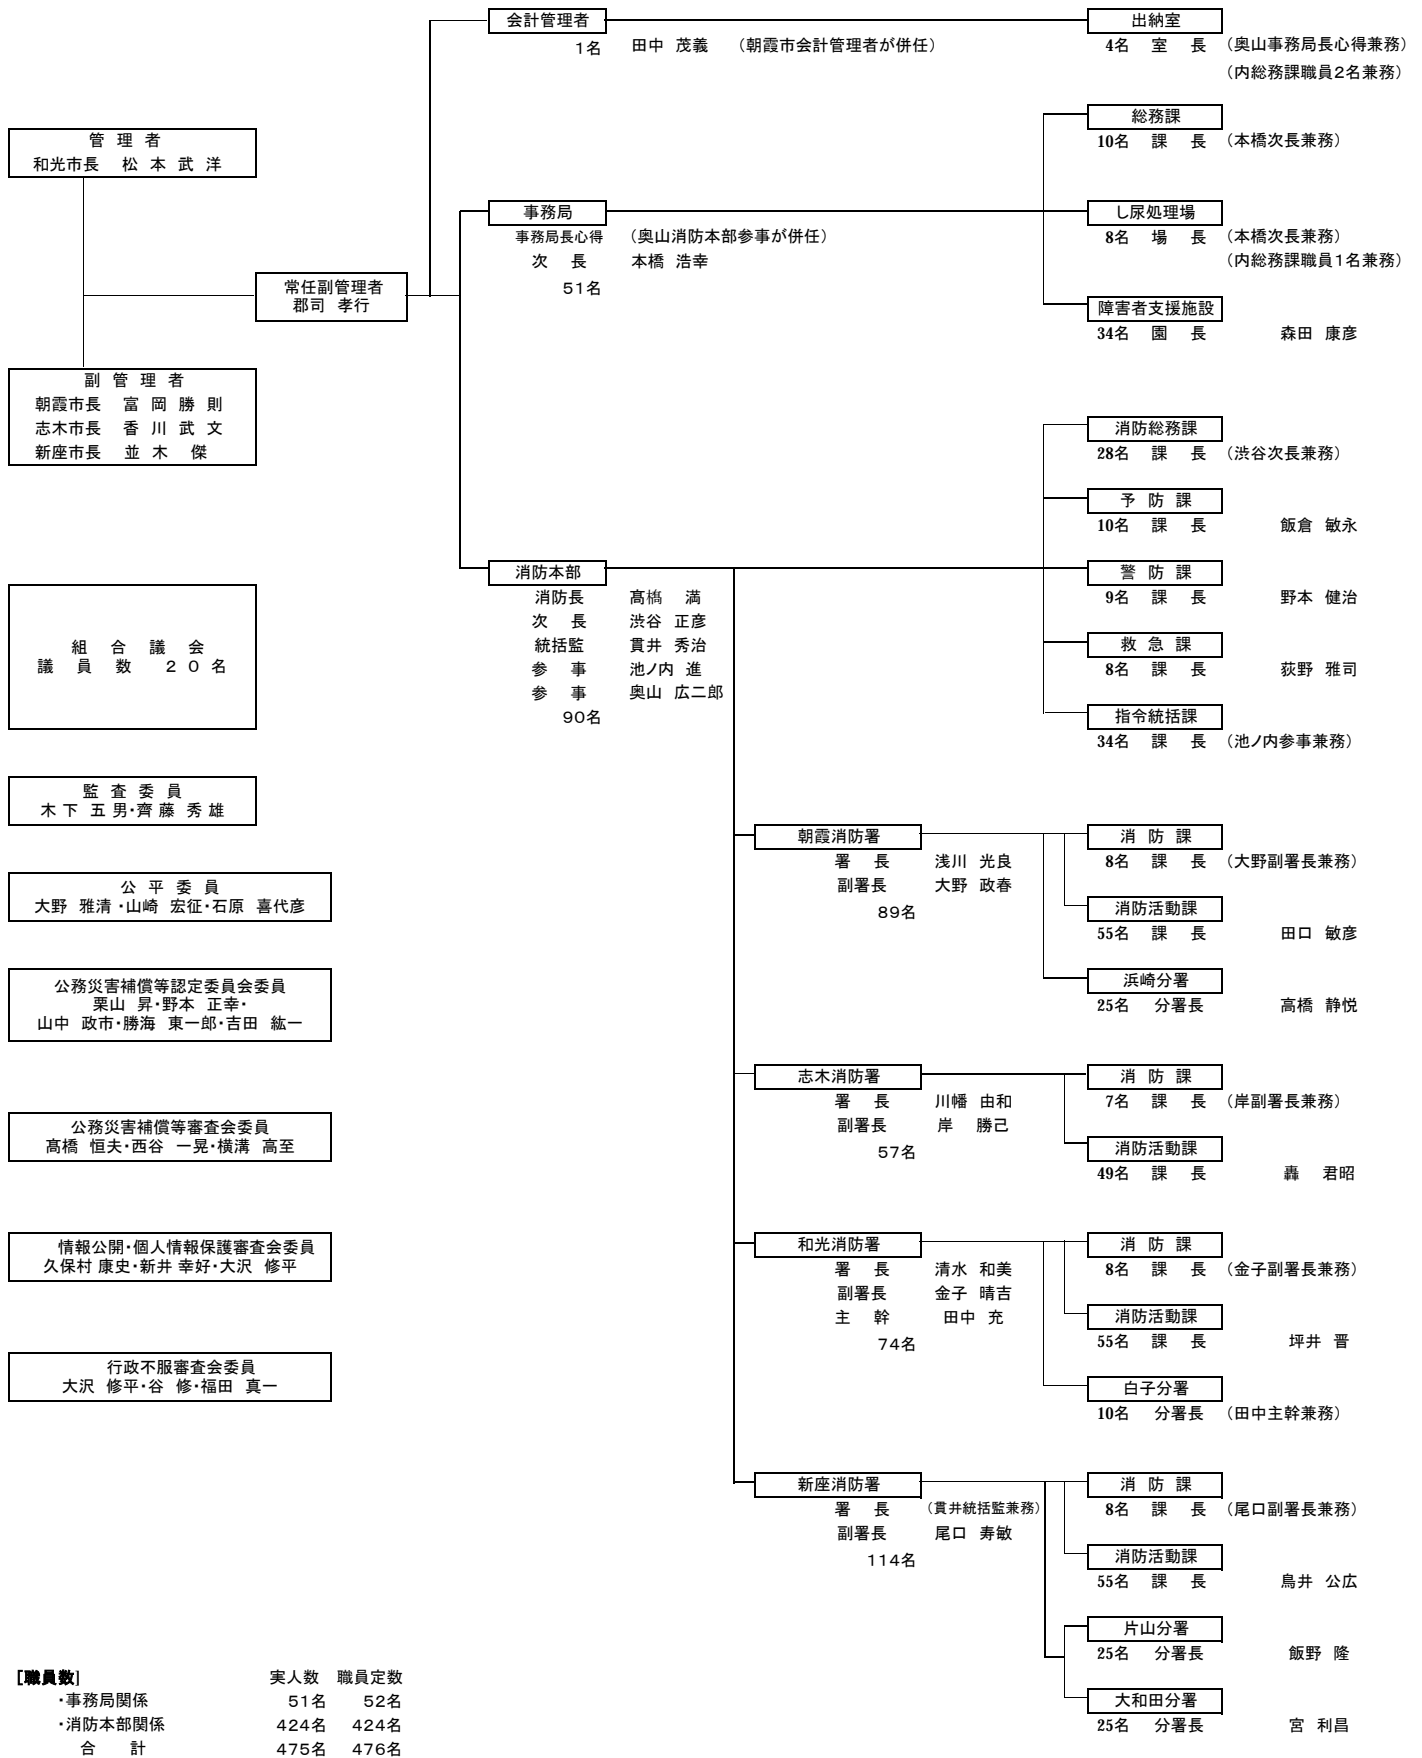 会計管理者
1名 田中 茂義 （朝霞市会計管理者が併任）
出納室
4名 室 長 （奥山事務局長心得兼務）
（内総務課職員2名兼務）
管 理 者
和光市長 松 本 武 洋
総務課
10名 課 長 （本橋次長兼務）
事務局
事務局長心得 （奥山消防本部参事が併任）
次 長 本橋 浩幸
51名
し尿処理場
8名 場 長 （本橋次長兼務）
（内総務課職員1名兼務）
常任副管理者
郡司 孝行
障害者支援施設
34名 園 長 森田 康彦
副 管 理 者
朝霞市長 富 岡 勝 則
志木市長 香 川 武 文
新座市長 並 木 傑
消防総務課
28名 課 長 （渋谷次長兼務）
予 防 課
10名 課 長 飯倉 敏永
消防本部
消防長 髙橋 満
次 長 渋谷 正彦
統括監 貫井 秀治
参 事 池ノ内 進
参 事 奥山 広二郎
90名
警 防 課
9名 課 長 野本 健治
救 急 課
8名 課 長 荻野 雅司
指令統括課
34名 課 長 （池ノ内参事兼務）
組 合 議 会
議 員 数 20名
監 査 委 員
木 下 五 男・齊 藤 秀 雄
公 平 委 員
大野 雅清・山崎 宏征・石原 喜代彦
公務災害補償等認定委員会委員
栗山 昇・野本 正幸・
山中 政市・勝海 東一郎・吉田 紘一
公務災害補償等審査会委員
髙橋 恒夫・西谷 一晃・横溝 高至
情報公開・個人情報保護審査会委員
久保村 康史・新井 幸好・大沢 修平
行政不服審査会委員
大沢 修平・谷 修・福田 真一
朝霞消防署
署 長 浅川 光良
副署長 大野 政春
89名
消 防 課
8名 課 長 （大野副署長兼務）
消防活動課
55名 課 長 田口 敏彦
浜崎分署
25名 分署長 高橋 静悦
志木消防署
署 長 川幡 由和
副署長 岸 勝己
57名
消 防 課
7名 課 長 （岸副署長兼務）
消防活動課
49名 課 長 轟 君昭
和光消防署
署 長 清水 和美
副署長 金子 晴吉
主 幹 田中 充
74名
消 防 課
8名 課 長 （金子副署長兼務）
消防活動課
55名 課 長 坪井 晋
白子分署
10名 分署長 （田中主幹兼務）
新座消防署
署 長 （貫井統括監兼務）
副署長 尾口 寿敏
114名
消 防 課
8名 課 長 （尾口副署長兼務）
消防活動課
55名 課 長 鳥井 公広
片山分署
25名 分署長 飯野 隆
大和田分署
25名 分署長 宮 利昌
[職員数] 実人数 職員定数
・事務局関係 51名 52名
・消防本部関係 424名 424名
合 計 475名 476名